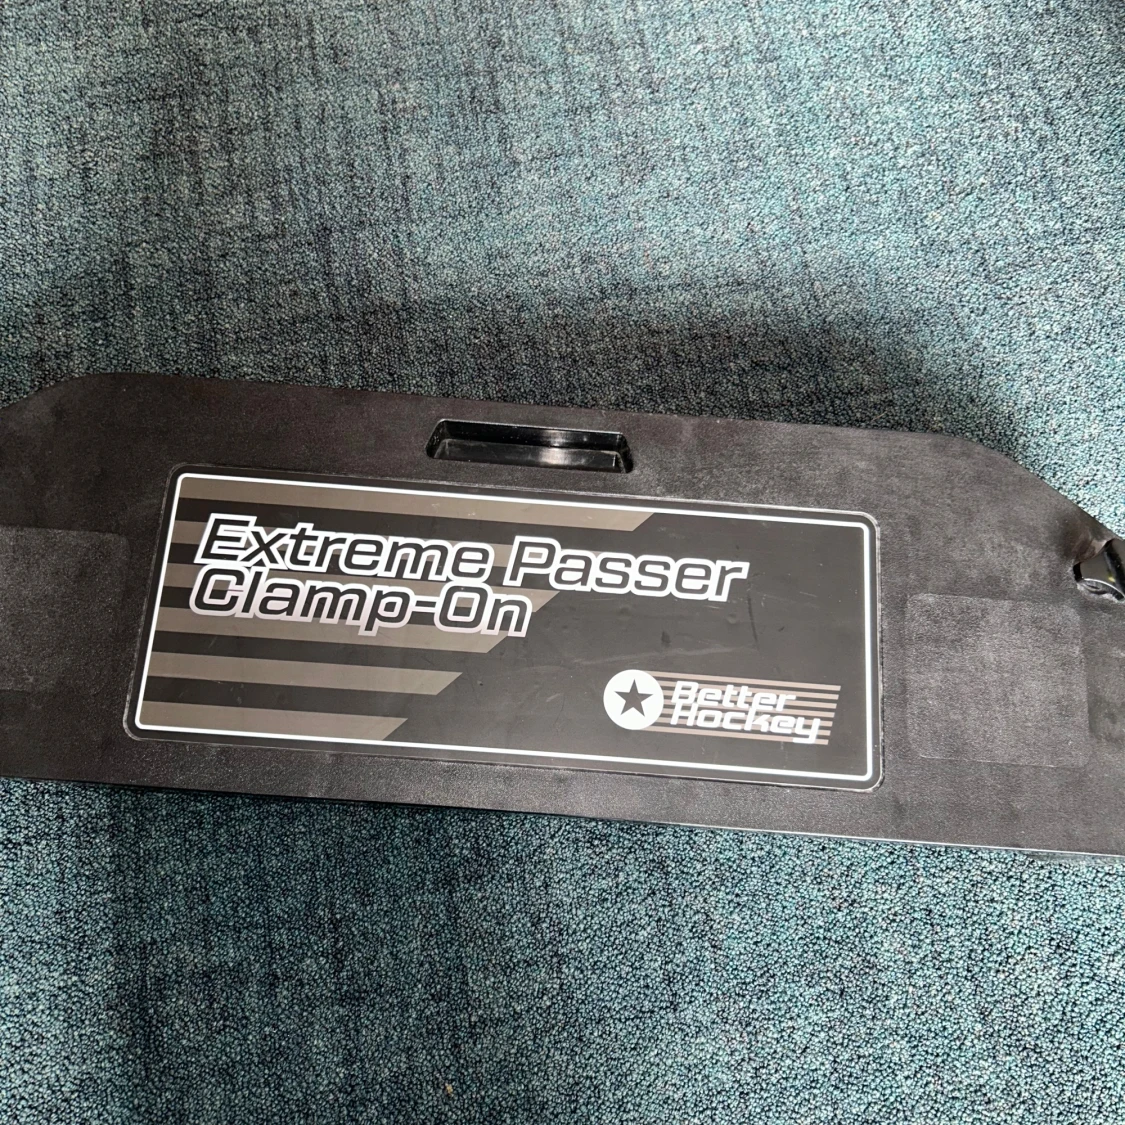 Extreme Passer
Clamp-On
Better
Hockey